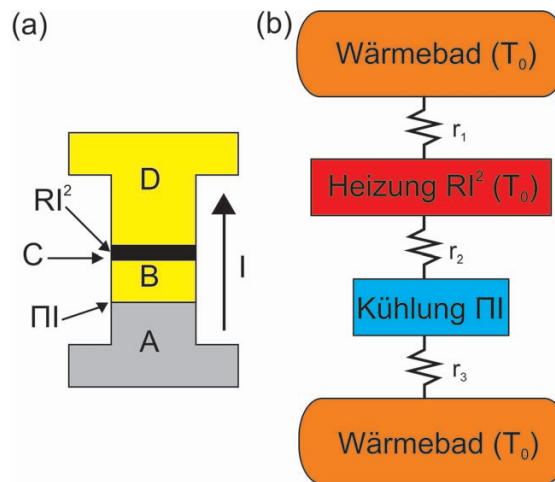 (a)
D
RI²
C
B
I
ΠI
A
(b)
Wärmebad (T₀)
r₁
Heizung RI² (T₀)
r₂
Kühlung ΠI
r₃
Wärmebad (T₀)